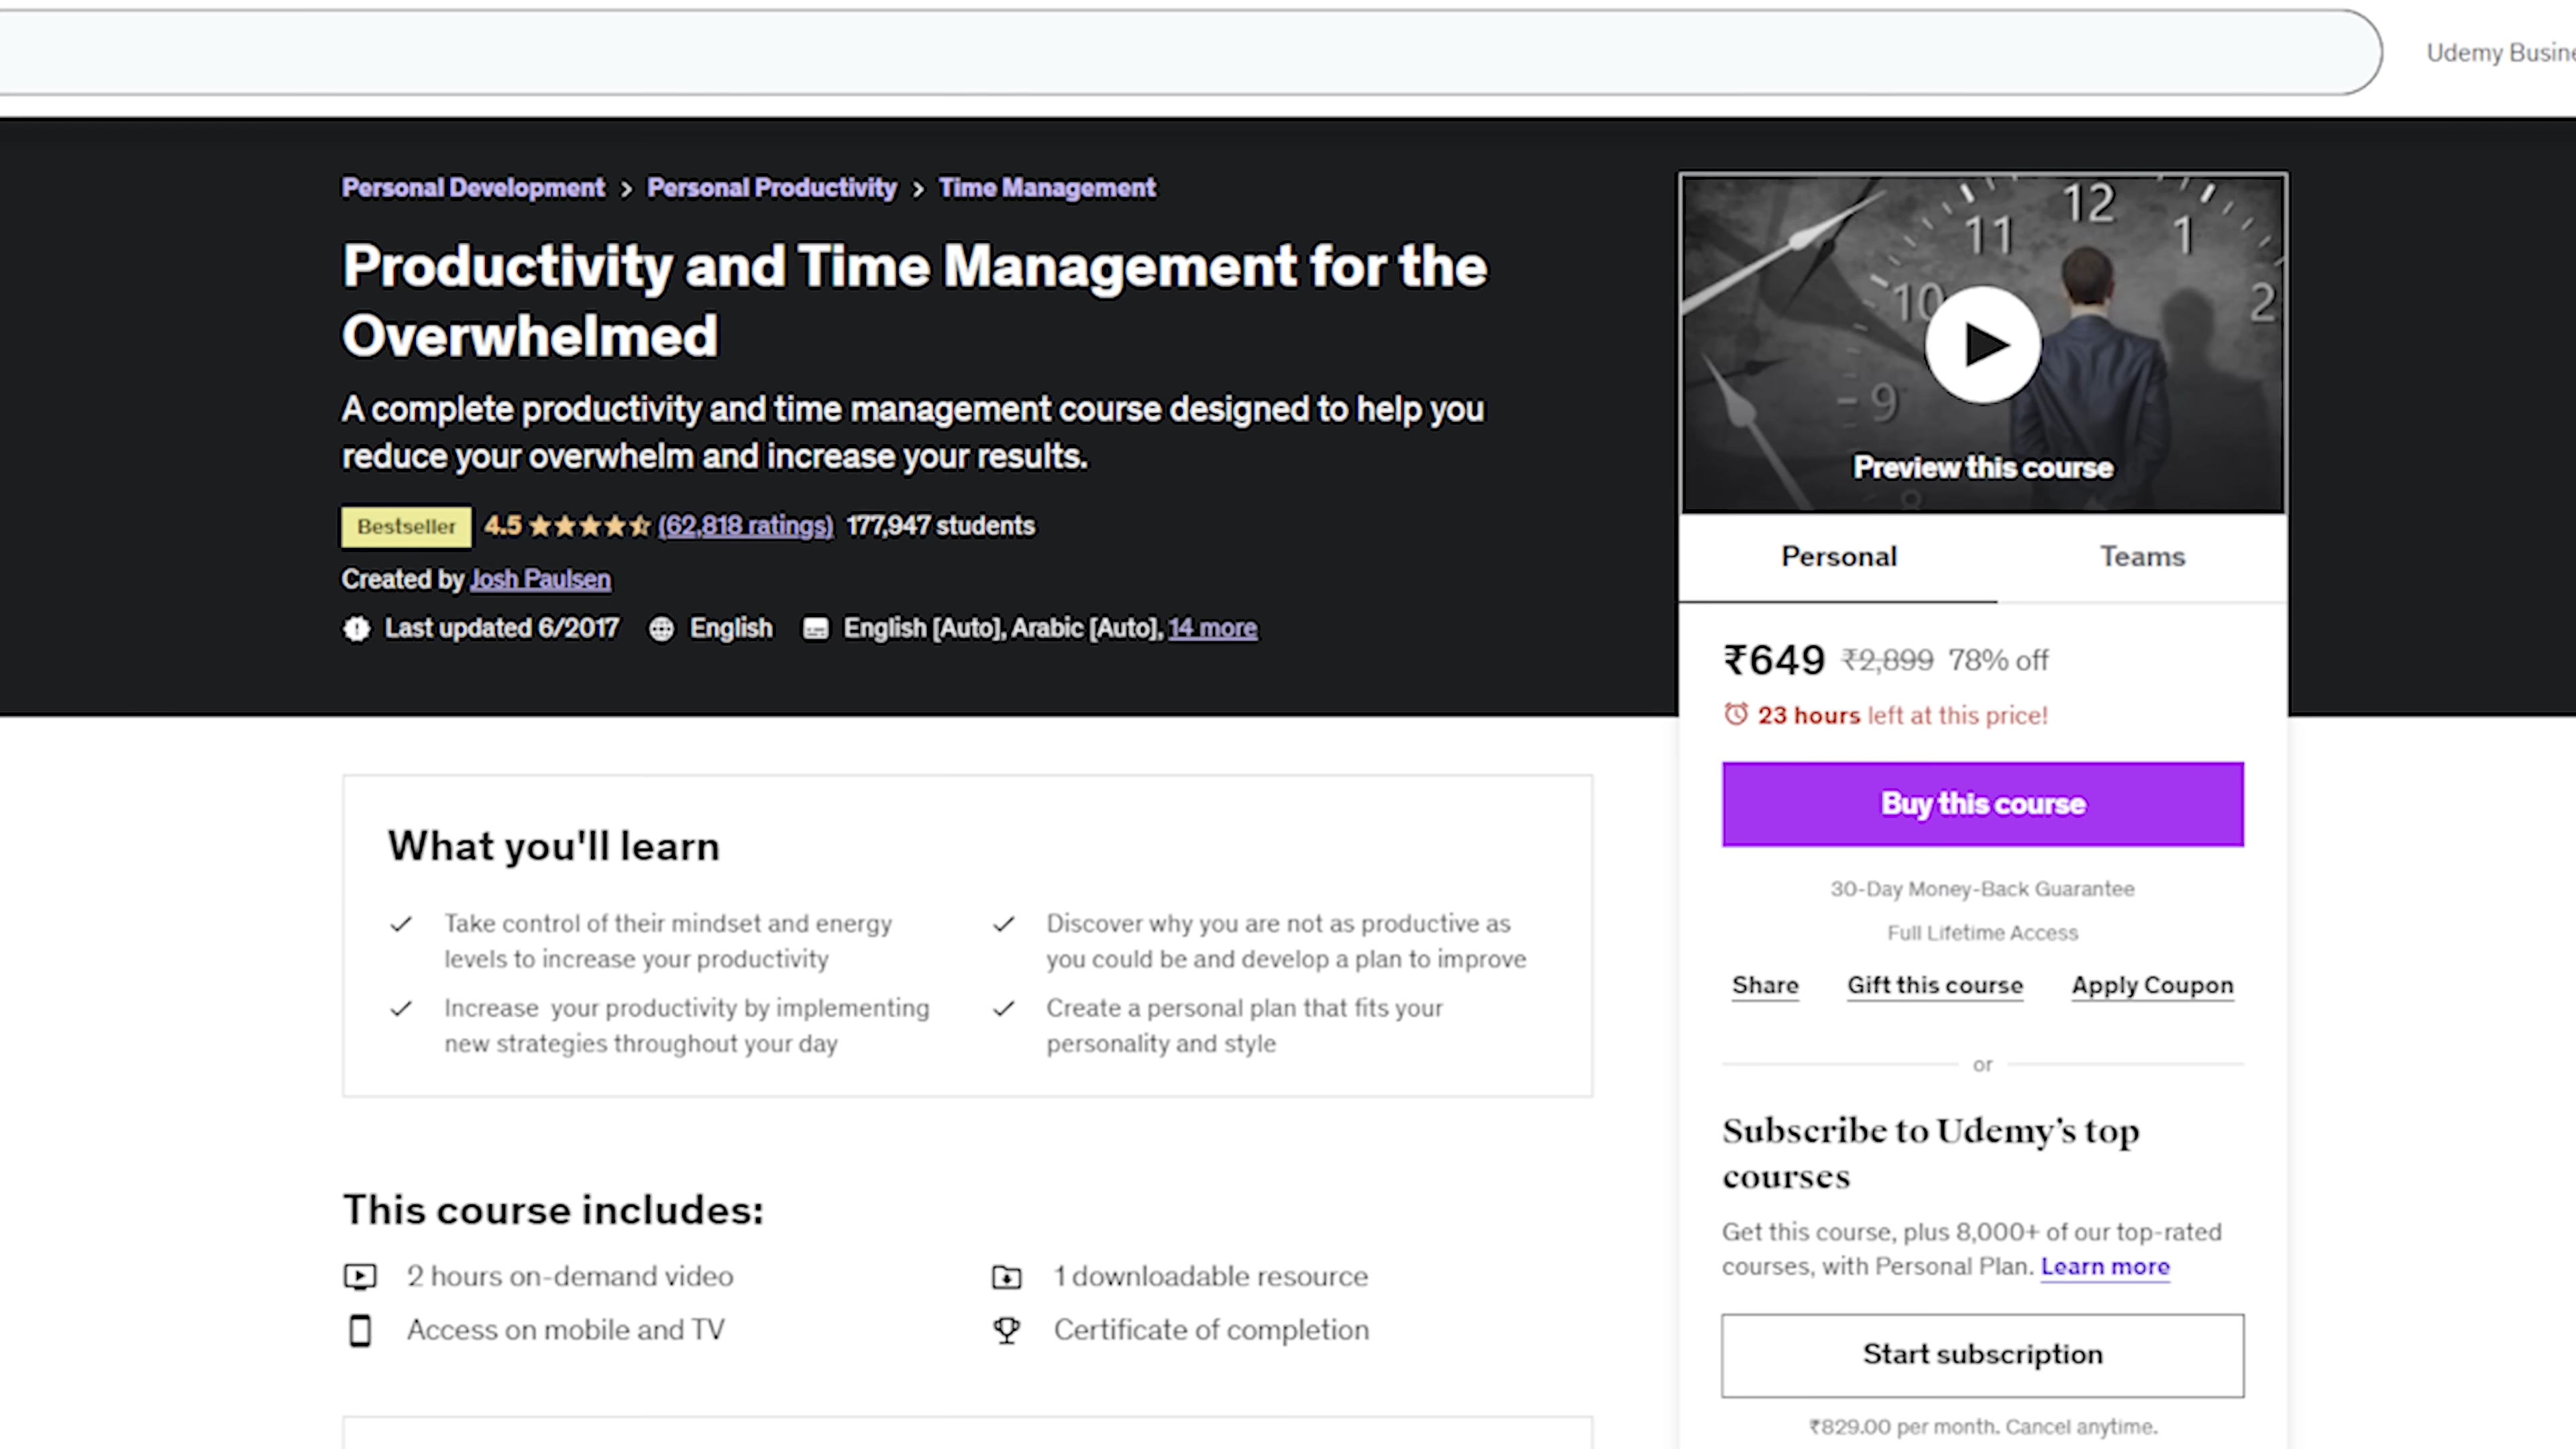 Udemy Busine
Personal Development > Personal Productivity > Time Management
Productivity and Time Management for the
Overwhelmed
A complete productivity and time management course designed to help you
reduce your overwhelm and increase your results.
Bestseller 4.5 (62,818 ratings) 177,947 students
Created by Josh Paulsen
Last updated 6/2017 English English [Auto], Arabic [Auto], 14 more
12
11
1
10
2
9
8
Preview this course
Personal Teams
₹649 ₹2,899 78% off
23 hours left at this price!
Buy this course
30-Day Money-Back Guarantee
Full Lifetime Access
Share Gift this course Apply Coupon
or
Subscribe to Udemy’s top
courses
Get this course, plus 8,000+ of our top-rated
courses, with Personal Plan. Learn more
Start subscription
₹829.00 per month. Cancel anytime.
What you'll learn
Take control of their mindset and energy
levels to increase your productivity
Discover why you are not as productive as
you could be and develop a plan to improve
Increase your productivity by implementing
new strategies throughout your day
Create a personal plan that fits your
personality and style
This course includes:
2 hours on-demand video
1 downloadable resource
Access on mobile and TV
Certificate of completion